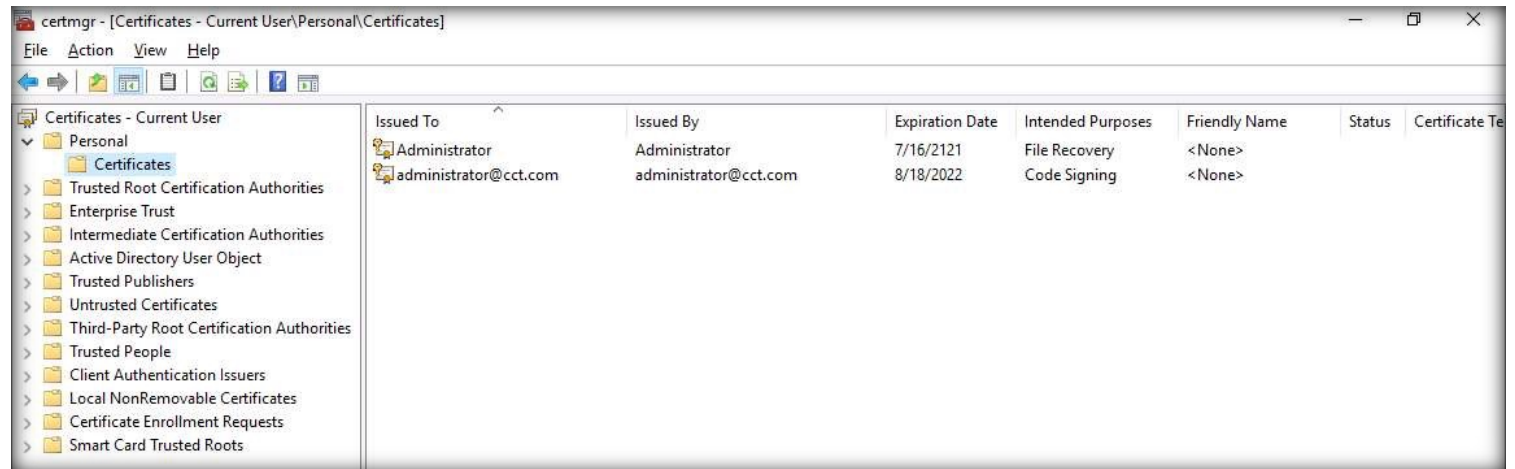 certmgr - [Certificates - Current User\Personal\Certificates]
File Action View Help
Certificates - Current User
Personal
Certificates
Trusted Root Certification Authorities
Enterprise Trust
Intermediate Certification Authorities
Active Directory User Object
Trusted Publishers
Untrusted Certificates
Third-Party Root Certification Authorities
Trusted People
Client Authentication Issuers
Local NonRemovable Certificates
Certificate Enrollment Requests
Smart Card Trusted Roots
Issued To Issued By Expiration Date Intended Purposes Friendly Name Status Certificate Te
Administrator Administrator 7/16/2121 File Recovery <None>
administrator@cct.com administrator@cct.com 8/18/2022 Code Signing <None>